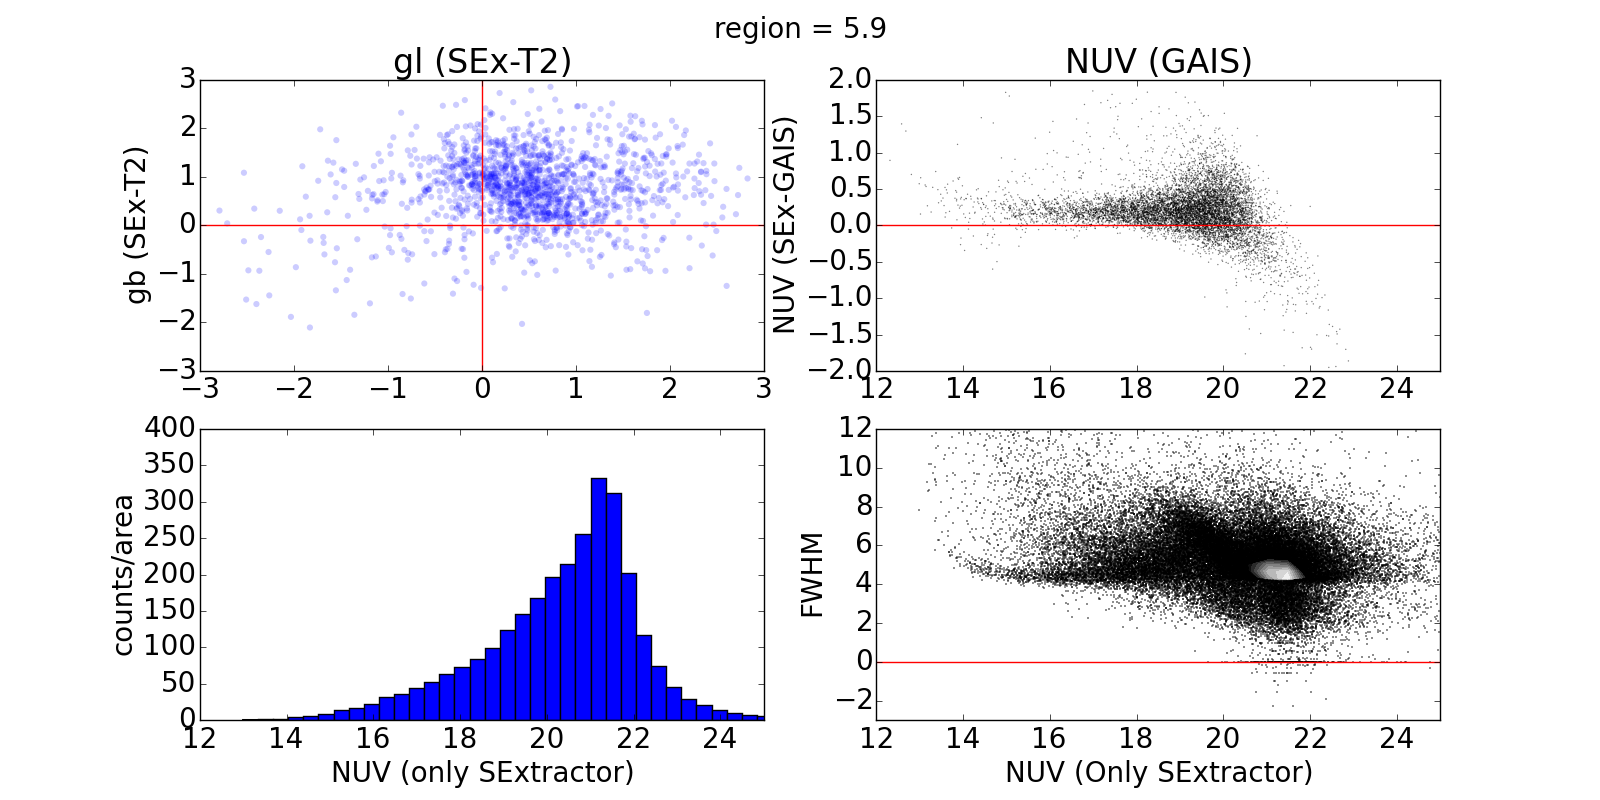 region = 5.9
gl (SEx-T2)
NUV (GAIS)
gb (SEx-T2)
3
2
1
0
−1
−2
−3
−3 −2 −1 0 1 2 3
NUV (SEx-GAIS)
2.0
1.5
1.0
0.5
0.0
−0.5
−1.0
−1.5
−2.0
12 14 16 18 20 22 24
counts/area
400
350
300
250
200
150
100
50
0
12 14 16 18 20 22 24
NUV (only SExtractor)
FWHM
12
10
8
6
4
2
0
−2
12 14 16 18 20 22 24
NUV (Only SExtractor)